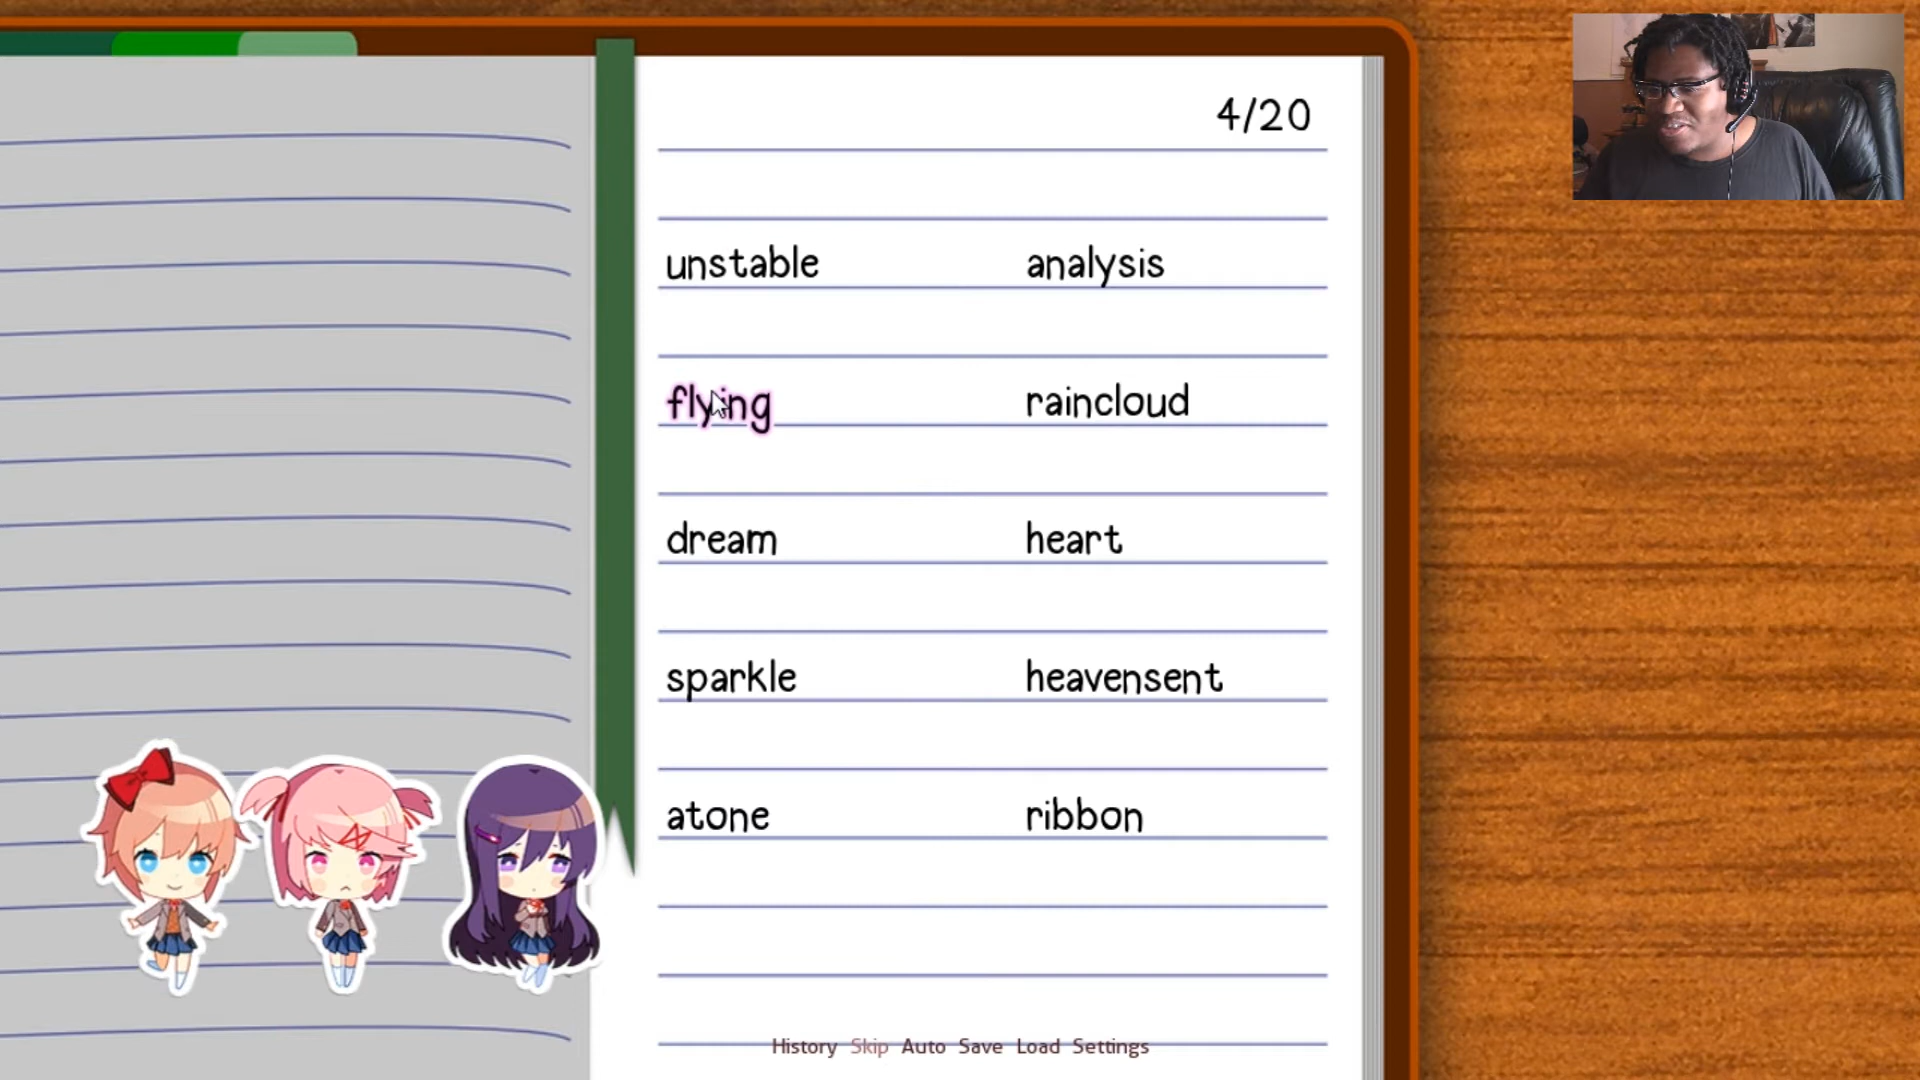 4/20
unstable analysis
flying raincloud
dream heart
sparkle heavensent
atone ribbon
History Skip Auto Save Load Settings